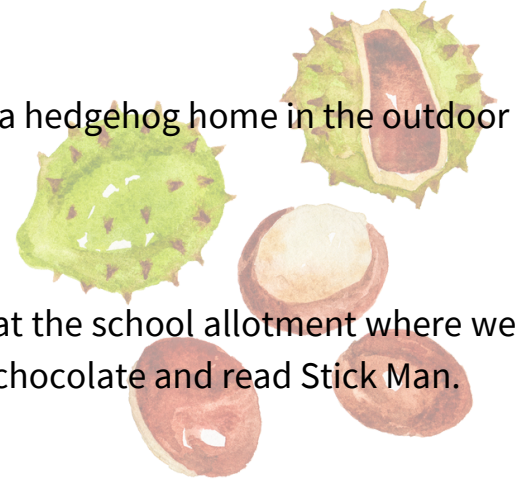 a hedgehog home in the outdoor
at the school allotment where we
chocolate and read Stick Man.